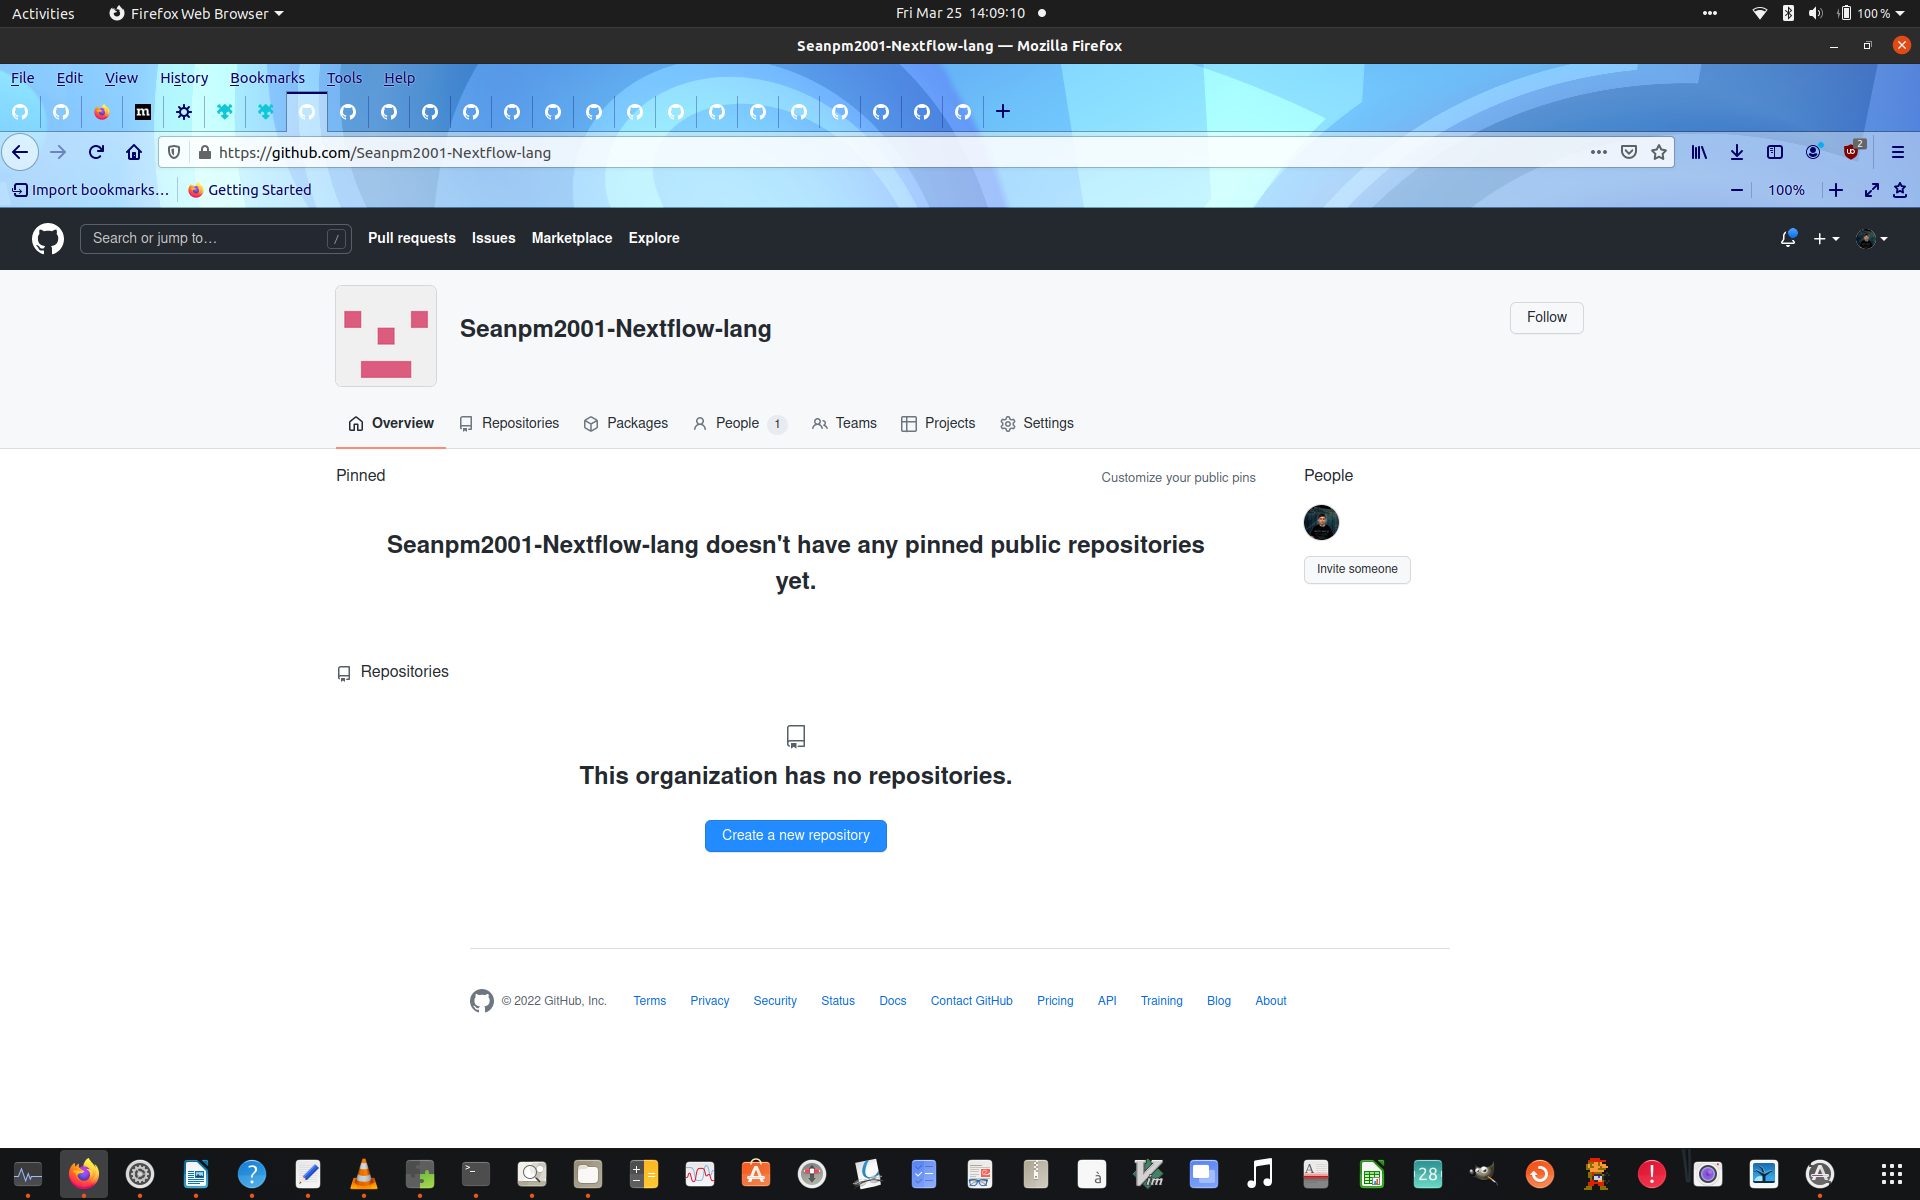 Activities
Firefox Web Browser
Fri Mar 25 14:09:10
100 %
Seanpm2001-Nextflow-lang — Mozilla Firefox
File Edit View History Bookmarks Tools Help
https://github.com/Seanpm2001-Nextflow-lang
2
Import bookmarks...
Getting Started
100%
Search or jump to...
/
Pull requests
Issues
Marketplace
Explore
Seanpm2001-Nextflow-lang
Follow
Overview
Repositories
Packages
People 1
Teams
Projects
Settings
Pinned
Customize your public pins
People
Seanpm2001-Nextflow-lang doesn't have any pinned public repositories
yet.
Invite someone
Repositories
This organization has no repositories.
Create a new repository
© 2022 GitHub, Inc.
Terms
Privacy
Security
Status
Docs
Contact GitHub
Pricing
API
Training
Blog
About
28